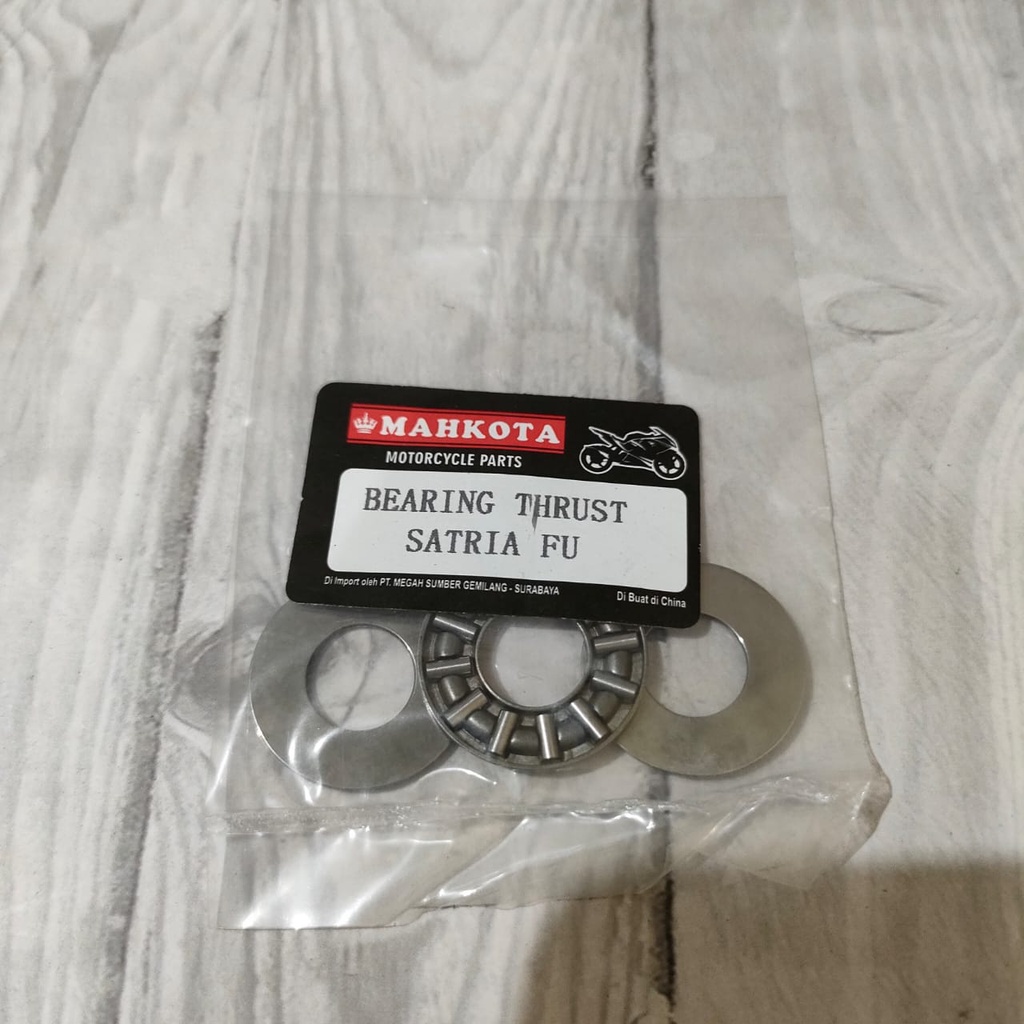 MAHKOTA
MOTORCYCLE PARTS
BEARING THRUST
SATRIA FU
Di Import oleh PT. MEGAH SUMBER GEMILANG - SURABAYA
Di Buat di China